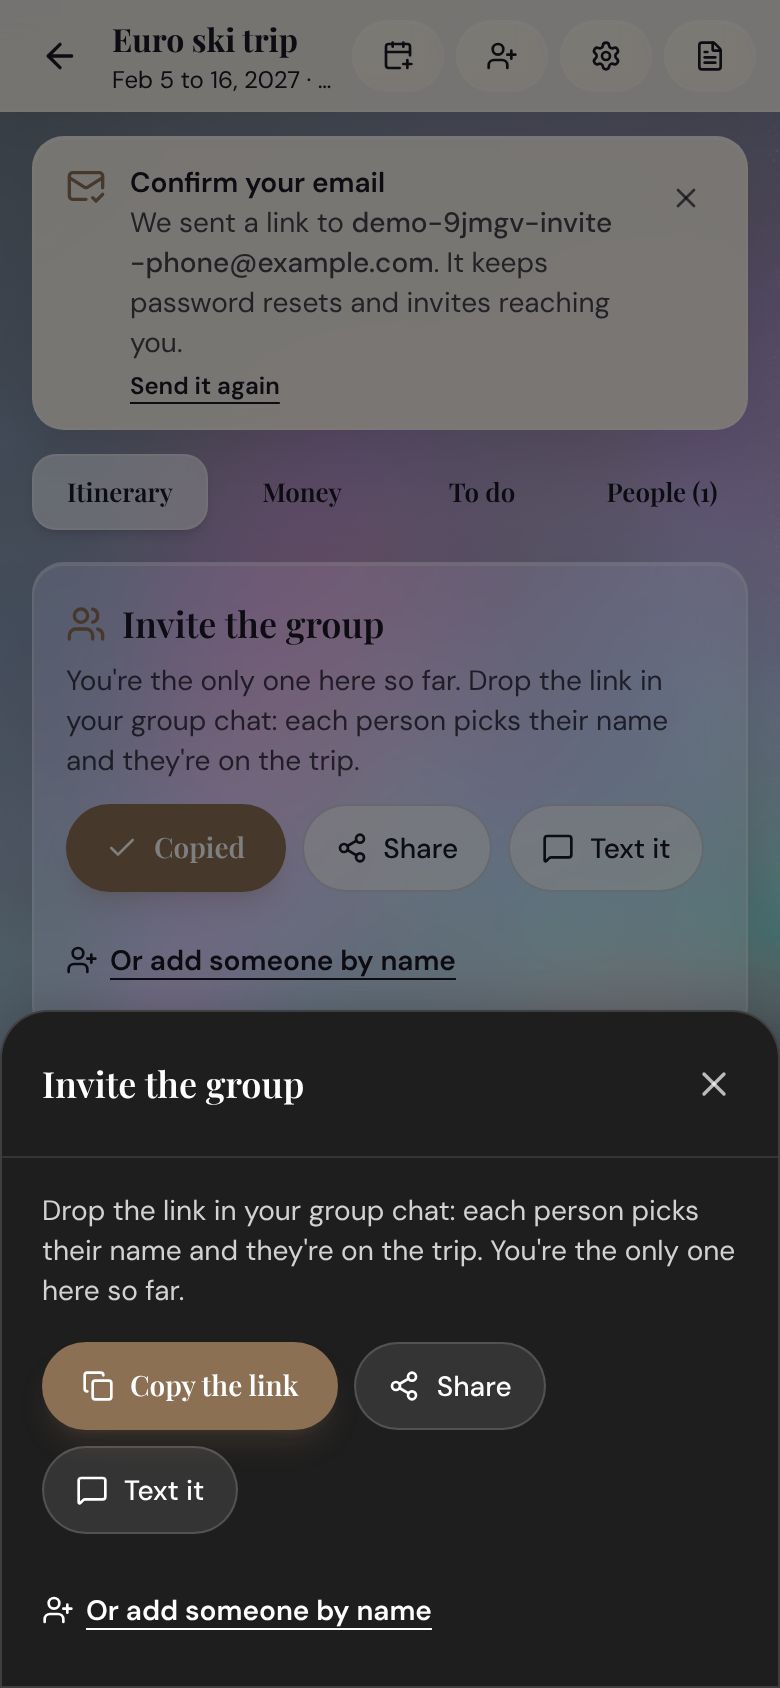 Euro ski trip
Feb 5 to 16, 2027 · ...
Confirm your email
We sent a link to demo-9jmgv-invite
-phone@example.com. It keeps
password resets and invites reaching
you.
Send it again
Itinerary Money To do People (1)
Invite the group
You're the only one here so far. Drop the link in
your group chat: each person picks their name
and they're on the trip.
Copied Share Text it
Or add someone by name
Invite the group
Drop the link in your group chat: each person picks
their name and they're on the trip. You're the only one
here so far.
Copy the link Share
Text it
Or add someone by name